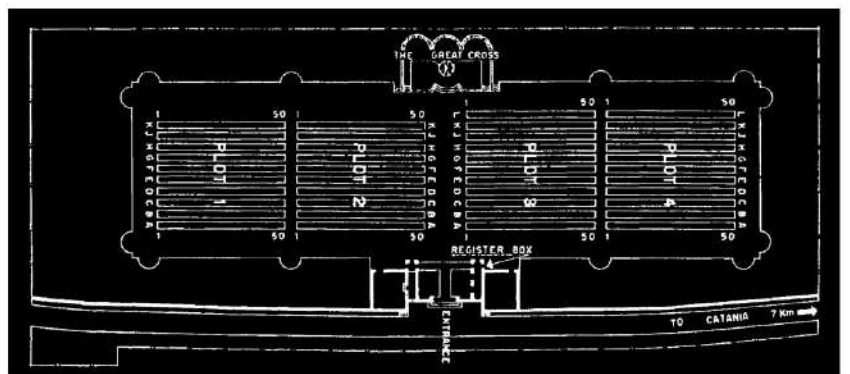 THE GREAT CROSS
1 50 1 50 1 50 1 50
K J H G F E D C B A
PLOT 1
PLOT 2
K J H G F E D C B A
L K J H G F E D C B A
PLOT 3
PLOT 4
L K J H G F E D C B A
1 50 1 50 1 50 1 50
REGISTER BOX
ENTRANCE
TO CATANIA 7 Km